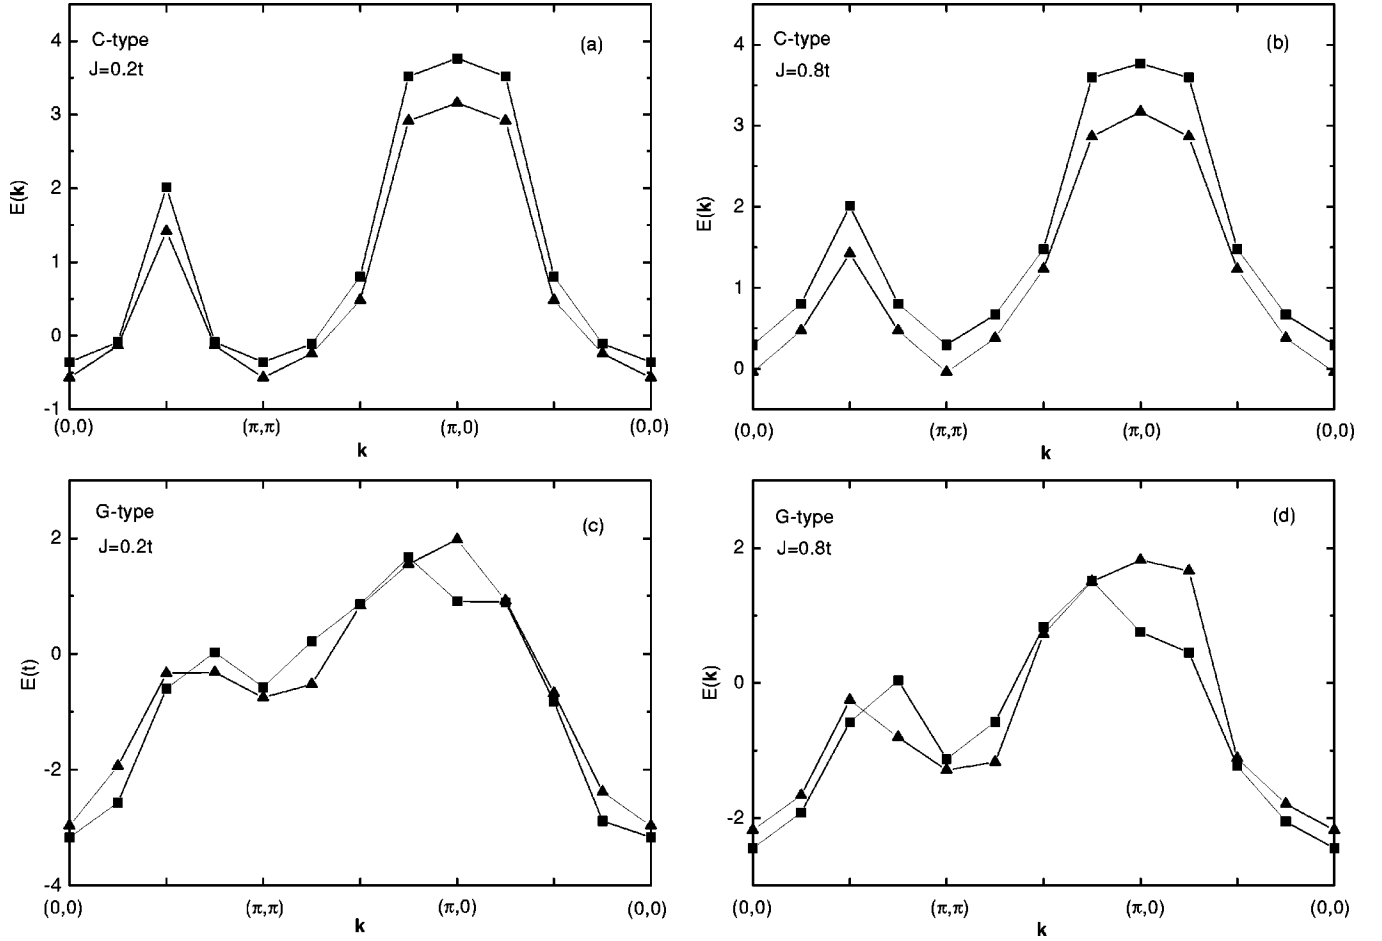 C-type
(a)
J=0.2t
4
3
2
1
0
-1
E(k)
(0,0)
(π,π)
(π,0)
(0,0)
k
C-type
(b)
J=0.8t
4
3
2
1
0
E(k)
(0,0)
(π,π)
(π,0)
(0,0)
k
G-type
(c)
J=0.2t
2
0
-2
-4
E(t)
(0,0)
(π,π)
(π,0)
(0,0)
k
G-type
(d)
J=0.8t
2
0
-2
E(k)
(0,0)
(π,π)
(π,0)
(0,0)
k